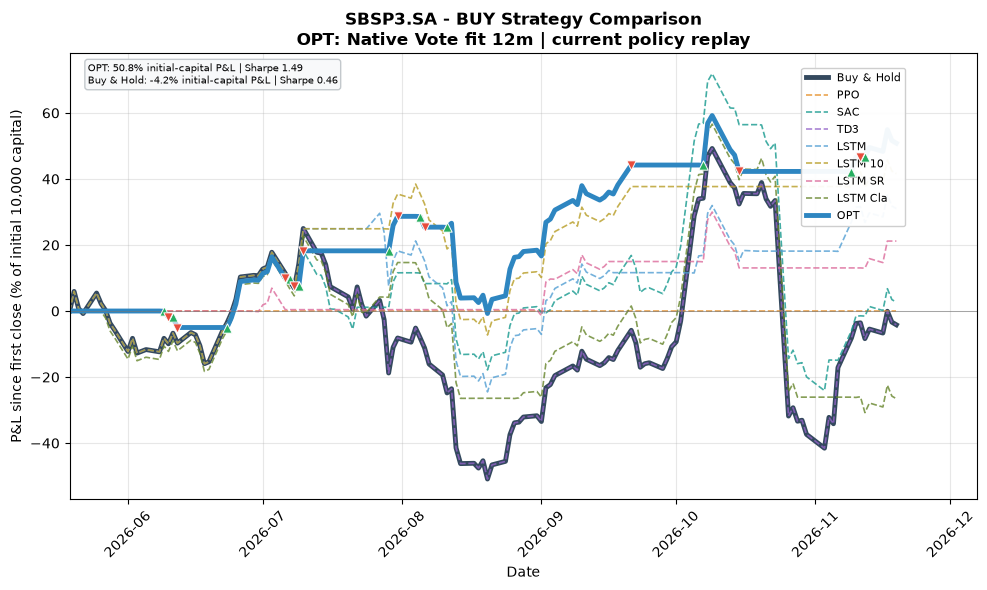 SBSP3.SA - BUY Strategy Comparison
OPT: Native Vote fit 12m | current policy replay
OPT: 50.8% initial-capital P&L | Sharpe 1.49
Buy & Hold: -4.2% initial-capital P&L | Sharpe 0.46
Buy & Hold
PPO
SAC
TD3
LSTM
LSTM 10
LSTM SR
LSTM Cla
OPT
P&L since first close (% of initial 10,000 capital)
60
40
20
0
−20
−40
2026-06
2026-07
2026-08
2026-09
2026-10
2026-11
2026-12
Date